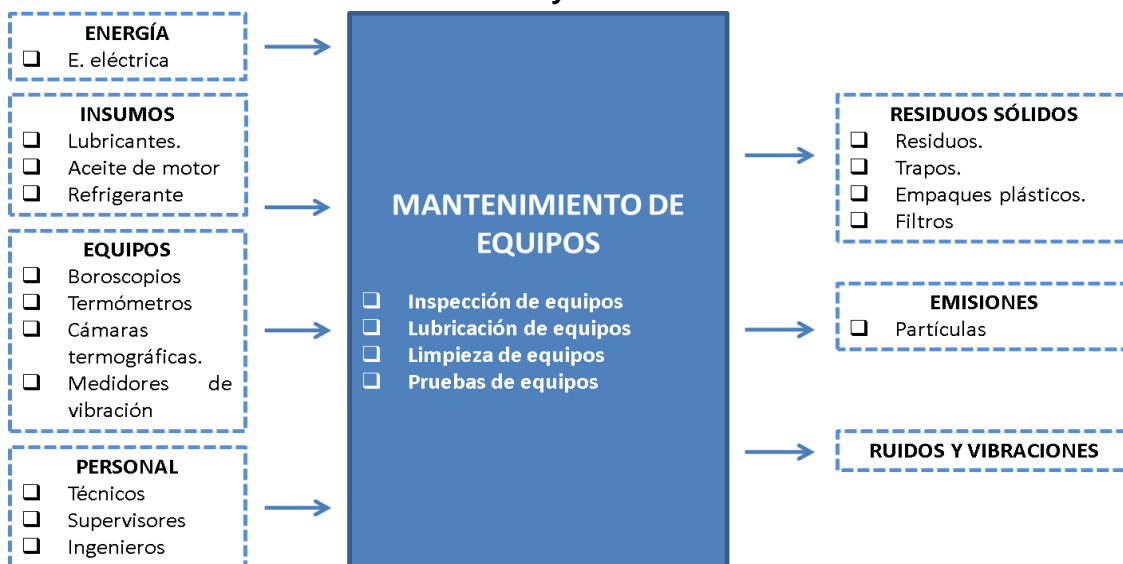 y
ENERGÍA
❑ E. eléctrica
INSUMOS
❑ Lubricantes.
❑ Aceite de motor
❑ Refrigerante
EQUIPOS
❑ Boroscopios
❑ Termómetros
❑ Cámaras
termográficas.
❑ Medidores de
vibración
PERSONAL
❑ Técnicos
❑ Supervisores
❑ Ingenieros
MANTENIMIENTO DE
EQUIPOS
❑ Inspección de equipos
❑ Lubricación de equipos
❑ Limpieza de equipos
❑ Pruebas de equipos
RESIDUOS SÓLIDOS
❑ Residuos.
❑ Trapos.
❑ Empaques plásticos.
❑ Filtros
EMISIONES
❑ Partículas
RUIDOS Y VIBRACIONES